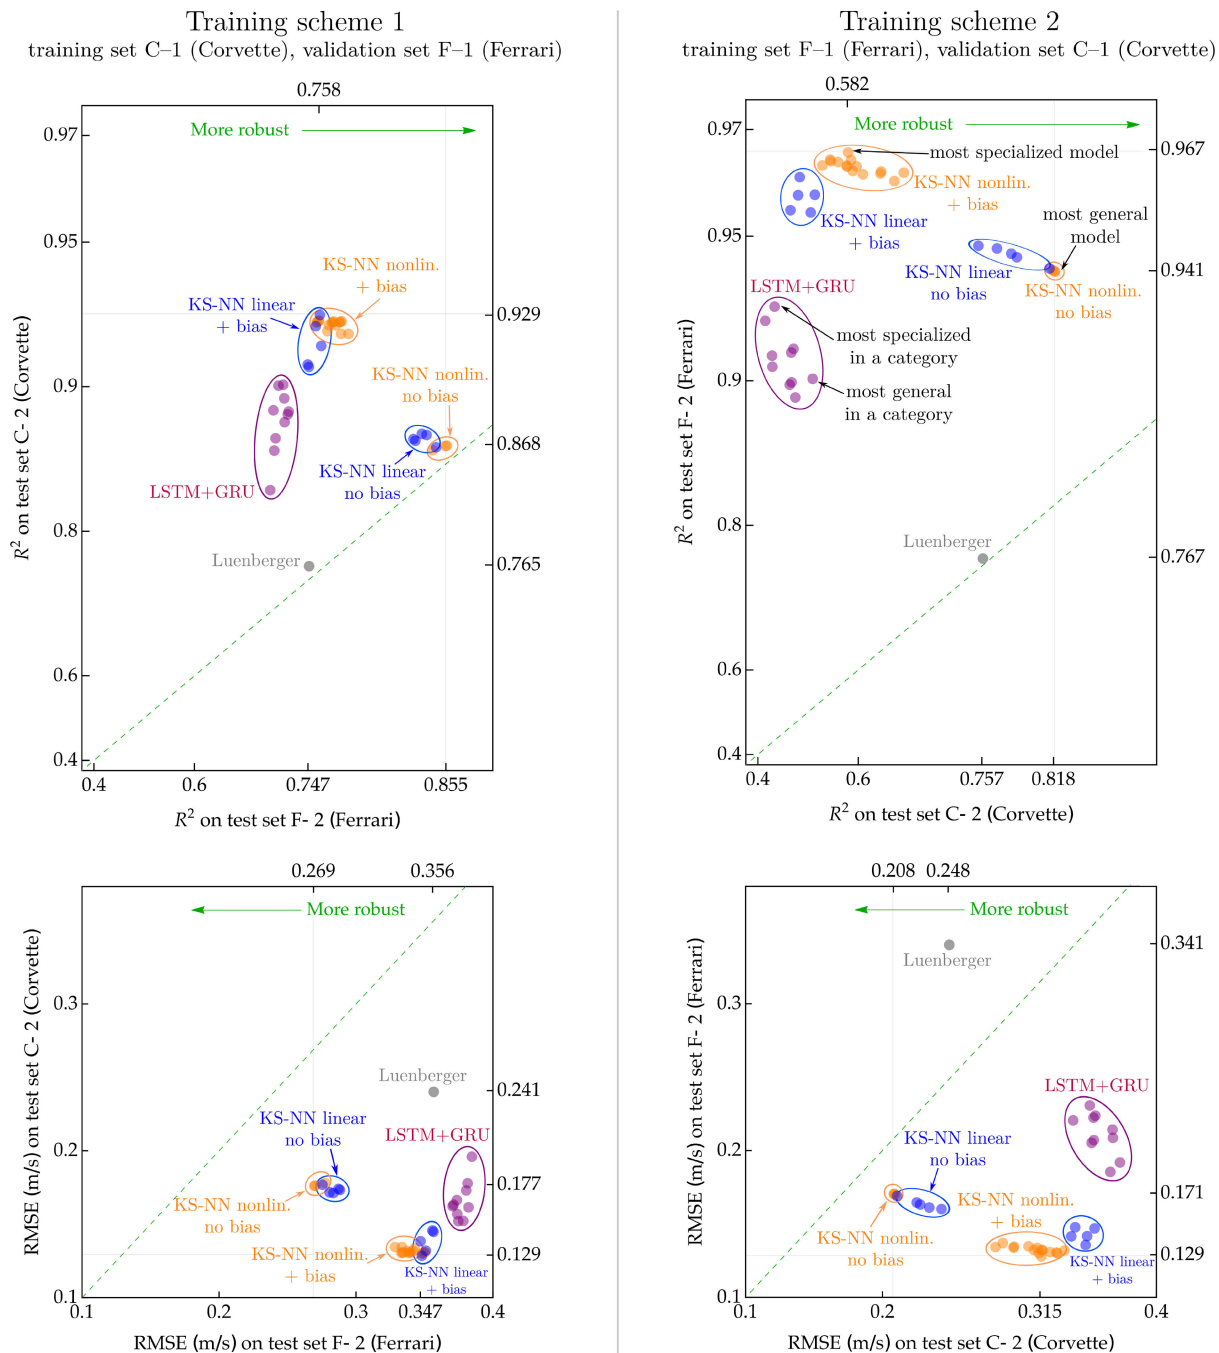 Training scheme 1
training set C–1 (Corvette), validation set F–1 (Ferrari)
0.758
More robust
0.97
0.95
0.9
0.8
0.6
0.4
KS-NN nonlin.
+ bias
KS-NN linear
+ bias
0.929
KS-NN nonlin.
no bias
0.868
KS-NN linear
no bias
LSTM+GRU
Luenberger
0.765
R² on test set C- 2 (Corvette)
0.4
0.6
0.747
0.855
R² on test set F- 2 (Ferrari)
Training scheme 2
training set F–1 (Ferrari), validation set C–1 (Corvette)
0.582
More robust
0.97
0.95
0.9
0.8
0.6
0.4
most specialized model
0.967
KS-NN nonlin.
+ bias
KS-NN linear
+ bias
most general
model
KS-NN linear
no bias
0.941
KS-NN nonlin.
no bias
LSTM+GRU
most specialized
in a category
most general
in a category
Luenberger
0.767
R² on test set F- 2 (Ferrari)
0.4
0.6
0.757
0.818
R² on test set C- 2 (Corvette)
0.269
0.356
More robust
0.3
0.2
0.1
Luenberger
0.241
KS-NN linear
no bias
LSTM+GRU
KS-NN nonlin.
no bias
0.177
KS-NN nonlin.
+ bias
0.129
KS-NN linear
+ bias
RMSE (m/s) on test set C- 2 (Corvette)
0.1
0.2
0.3
0.347
0.4
RMSE (m/s) on test set F- 2 (Ferrari)
0.208
0.248
More robust
0.3
0.2
0.1
Luenberger
0.341
LSTM+GRU
KS-NN linear
no bias
0.171
KS-NN nonlin.
+ bias
KS-NN nonlin.
no bias
0.129
KS-NN linear
+ bias
RMSE (m/s) on test set F- 2 (Ferrari)
0.1
0.2
0.315
0.4
RMSE (m/s) on test set C- 2 (Corvette)